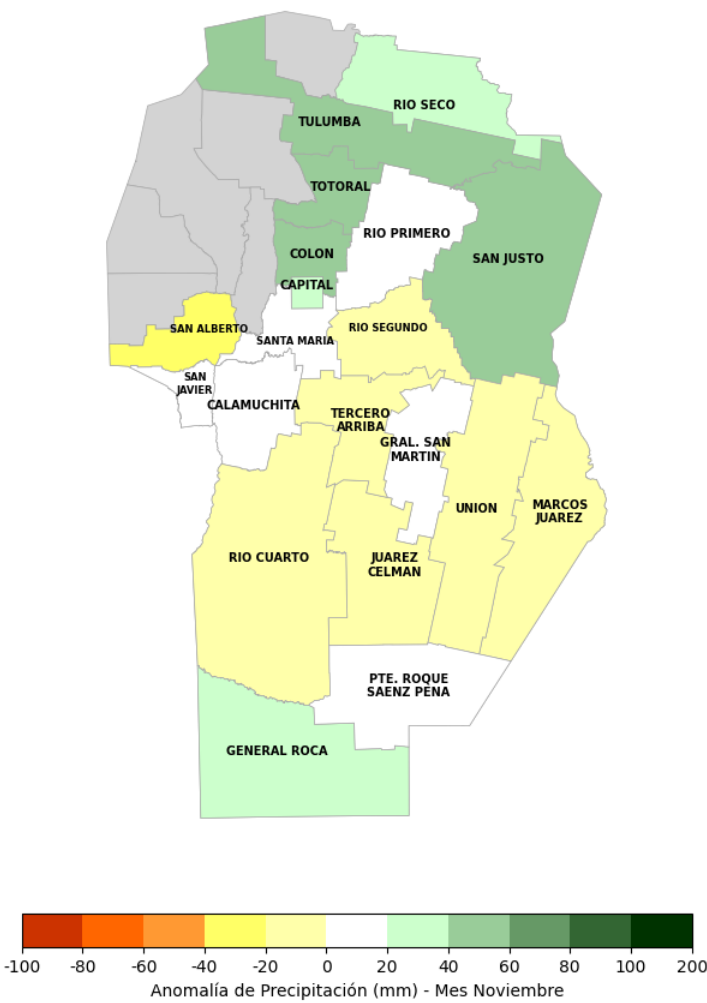 RIO SECO
TULUMBA
TOTORAL
RIO PRIMERO
COLON
SAN JUSTO
CAPITAL
SAN ALBERTO
RIO SEGUNDO
SANTA MARIA
SAN
JAVIER
CALAMUCHITA
TERCERO
ARRIBA
GRAL. SAN
MARTIN
UNION
MARCOS
JUAREZ
RIO CUARTO
JUAREZ
CELMAN
PTE. ROQUE
SAENZ PENA
GENERAL ROCA
-100 -80 -60 -40 -20 0 20 40 60 80 100 200
Anomalía de Precipitación (mm) - Mes Noviembre